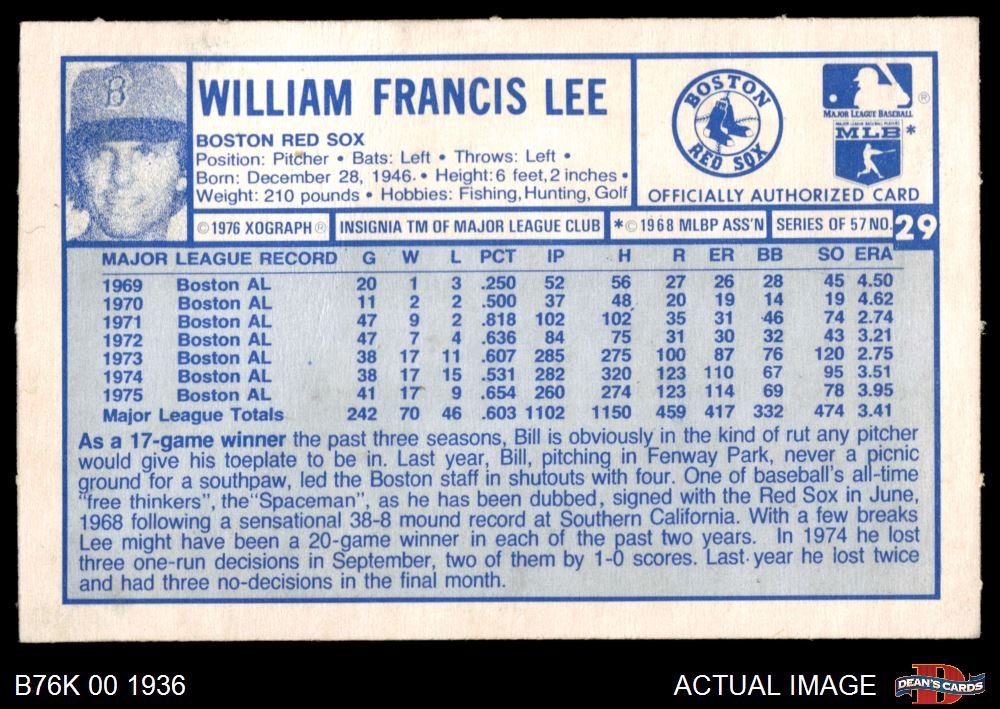 B
WILLIAM FRANCIS LEE
BOSTON RED SOX
Position: Pitcher • Bats: Left • Throws: Left •
Born: December 28, 1946 • Height: 6 feet, 2 inches •
Weight: 210 pounds • Hobbies: Fishing, Hunting, Golf
BOSTON
RED SOX
MAJOR LEAGUE BASEBALL ®
MLB *
OFFICIALLY AUTHORIZED CARD
© 1976 XOGRAPH ® INSIGNIA TM OF MAJOR LEAGUE CLUB *© 1968 MLBP ASS'N SERIES OF 57 NO. 29
MAJOR LEAGUE RECORD G W L PCT IP H R ER BB SO ERA
1969 Boston AL 20 1 3 .250 52 56 27 26 28 45 4.50
1970 Boston AL 11 2 2 .500 37 48 20 19 14 19 4.62
1971 Boston AL 47 9 2 .818 102 102 35 31 46 74 2.74
1972 Boston AL 47 7 4 .636 84 75 31 30 32 43 3.21
1973 Boston AL 38 17 11 .607 285 275 100 87 76 120 2.75
1974 Boston AL 38 17 15 .531 282 320 123 110 67 95 3.51
1975 Boston AL 41 17 9 .654 260 274 123 114 69 78 3.95
Major League Totals 242 70 46 .603 1102 1150 459 417 332 474 3.41
As a 17-game winner the past three seasons, Bill is obviously in the kind of rut any pitcher
would give his toeplate to be in. Last year, Bill, pitching in Fenway Park, never a picnic
ground for a southpaw, led the Boston staff in shutouts with four. One of baseball's all-time
"free thinkers", the "Spaceman", as he has been dubbed, signed with the Red Sox in June,
1968 following a sensational 38-8 mound record at Southern California. With a few breaks
Lee might have been a 20-game winner in each of the past two years. In 1974 he lost
three one-run decisions in September, two of them by 1-0 scores. Last year he lost twice
and had three no-decisions in the final month.
B76K 00 1936
ACTUAL IMAGE
DEAN'S CARDS